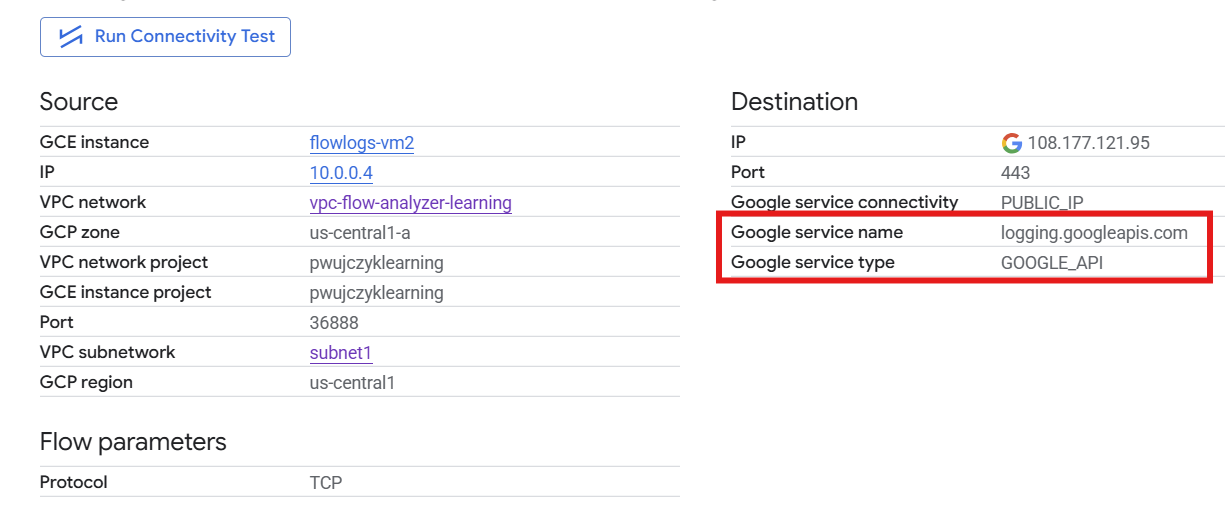 Run Connectivity Test
Source
GCE instance flowlogs-vm2
IP 10.0.0.4
VPC network vpc-flow-analyzer-learning
GCP zone us-central1-a
VPC network project pwujczyklearning
GCE instance project pwujczyklearning
Port 36888
VPC subnetwork subnet1
GCP region us-central1
Flow parameters
Protocol TCP
Destination
IP 108.177.121.95
Port 443
Google service connectivity PUBLIC_IP
Google service name logging.googleapis.com
Google service type GOOGLE_API